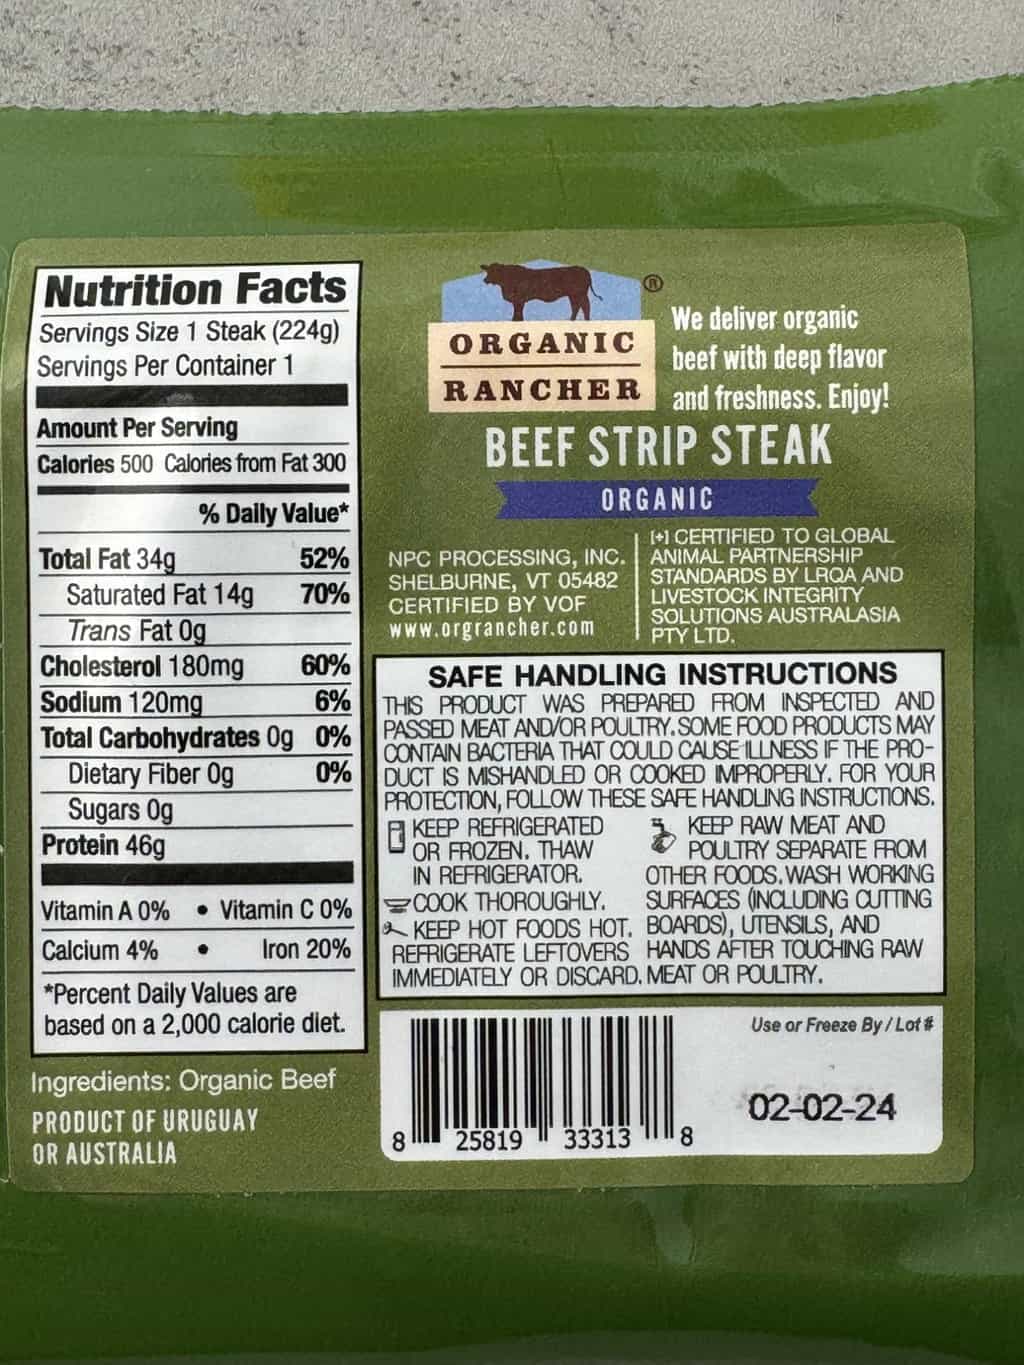 Nutrition Facts
Servings Size 1 Steak (224g)
Servings Per Container 1
Amount Per Serving
Calories 500 Calories from Fat 300
% Daily Value*
Total Fat 34g 52%
Saturated Fat 14g 70%
Trans Fat 0g
Cholesterol 180mg 60%
Sodium 120mg 6%
Total Carbohydrates 0g 0%
Dietary Fiber 0g 0%
Sugars 0g
Protein 46g
Vitamin A 0% • Vitamin C 0%
Calcium 4% • Iron 20%
*Percent Daily Values are
based on a 2,000 calorie diet.
Ingredients: Organic Beef
PRODUCT OF URUGUAY
OR AUSTRALIA
ORGANIC
RANCHER
®
We deliver organic
beef with deep flavor
and freshness. Enjoy!
BEEF STRIP STEAK
ORGANIC
NPC PROCESSING, INC.
SHELBURNE, VT 05482
CERTIFIED BY VOF
www.orgrancher.com
[+] CERTIFIED TO GLOBAL
ANIMAL PARTNERSHIP
STANDARDS BY LRQA AND
LIVESTOCK INTEGRITY
SOLUTIONS AUSTRALASIA
PTY LTD.
SAFE HANDLING INSTRUCTIONS
THIS PRODUCT WAS PREPARED FROM INSPECTED AND
PASSED MEAT AND/OR POULTRY. SOME FOOD PRODUCTS MAY
CONTAIN BACTERIA THAT COULD CAUSE ILLNESS IF THE PRO-
DUCT IS MISHANDLED OR COOKED IMPROPERLY. FOR YOUR
PROTECTION, FOLLOW THESE SAFE HANDLING INSTRUCTIONS.
KEEP REFRIGERATED
OR FROZEN. THAW
IN REFRIGERATOR.
COOK THOROUGHLY.
KEEP HOT FOODS HOT.
REFRIGERATE LEFTOVERS
IMMEDIATELY OR DISCARD.
KEEP RAW MEAT AND
POULTRY SEPARATE FROM
OTHER FOODS. WASH WORKING
SURFACES (INCLUDING CUTTING
BOARDS), UTENSILS, AND
HANDS AFTER TOUCHING RAW
MEAT OR POULTRY.
8 25819 33313 8
Use or Freeze By / Lot #
02-02-24